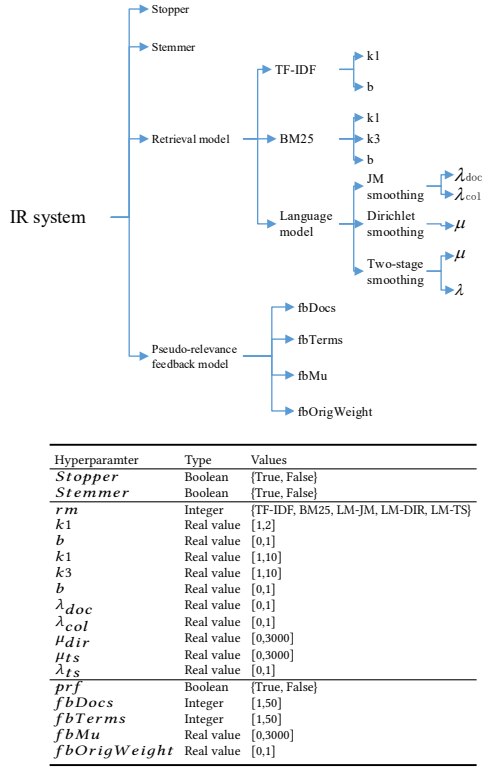 Stopper
Stemmer
k1
TF-IDF
b
k1
Retrieval model
BM25
k3
b
JM
smoothing
λdoc
λcol
IR system
Language
model
Dirichlet
smoothing
μ
Two-stage
smoothing
μ
λ
fbDocs
fbTerms
Pseudo-relevance
feedback model
fbMu
fbOrigWeight
Hyperparamter Type Values
Stopper Boolean {True, False}
Stemmer Boolean {True, False}
rm Integer {TF-IDF, BM25, LM-JM, LM-DIR, LM-TS}
k1 Real value [1,2]
b Real value [0,1]
k1 Real value [1,10]
k3 Real value [1,10]
b Real value [0,1]
λdoc Real value [0,1]
λcol Real value [0,1]
μdir Real value [0,3000]
μts Real value [0,3000]
λts Real value [0,1]
prf Boolean {True, False}
fbDocs Integer [1,50]
fbTerms Integer [1,50]
fbMu Real value [0,3000]
fbOrigWeight Real value [0,1]